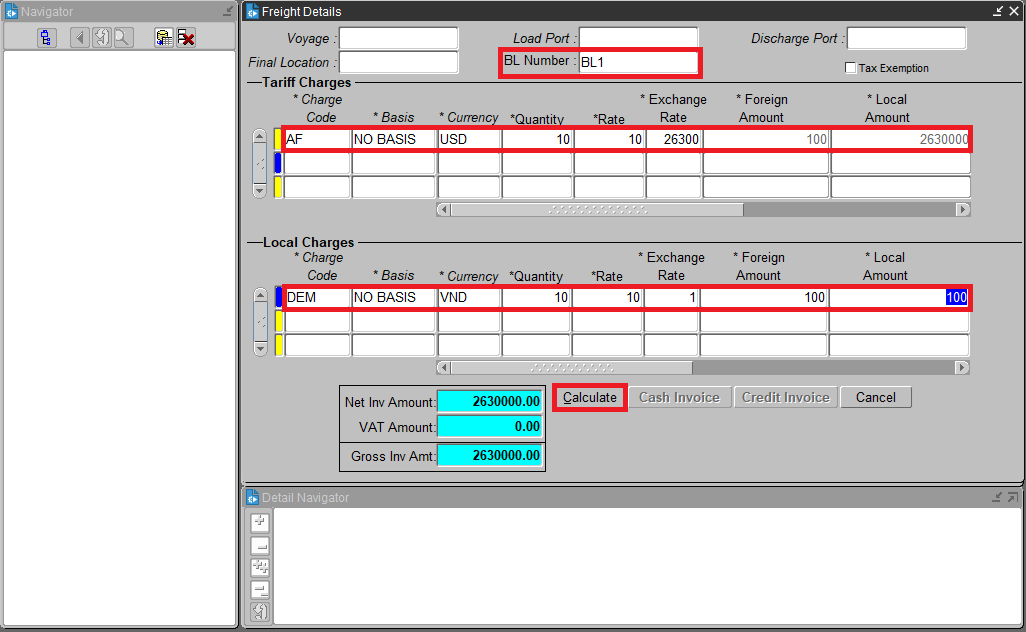 Navigator
Freight Details
Voyage :
Load Port :
Discharge Port :
Final Location :
BL Number : BL1
Tax Exemption
Tariff Charges
* Charge Code * Basis * Currency *Quantity *Rate * Exchange Rate * Foreign Amount * Local Amount
AF NO BASIS USD 10 10 26300 100 2630000
Local Charges
* Charge Code * Basis * Currency *Quantity *Rate * Exchange Rate * Foreign Amount * Local Amount
DEM NO BASIS VND 10 10 1 100 100
Net Inv Amount: 2630000.00
Calculate Cash Invoice Credit Invoice Cancel
VAT Amount: 0.00
Gross Inv Amt: 2630000.00
Detail Navigator